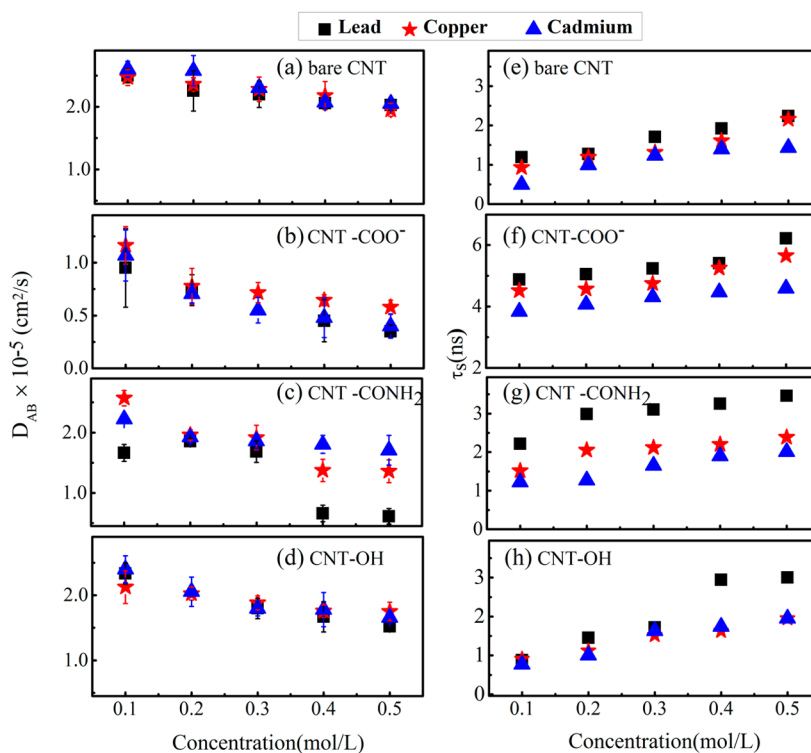 Lead Copper Cadmium
(a) bare CNT
2.0
1.0
(b) CNT -COO⁻
1.0
0.5
0.0
(c) CNT -CONH₂
2.0
1.0
(d) CNT-OH
2.0
1.0
0.1 0.2 0.3 0.4 0.5
Concentration(mol/L)
D_AB × 10⁻⁵ (cm²/s)
(e) bare CNT
3
2
1
0
(f) CNT-COO⁻
6
4
2
(g) CNT -CONH₂
3
2
1
0
(h) CNT-OH
3
2
1
0
0.1 0.2 0.3 0.4 0.5
Concentration(mol/L)
τ_S(ns)